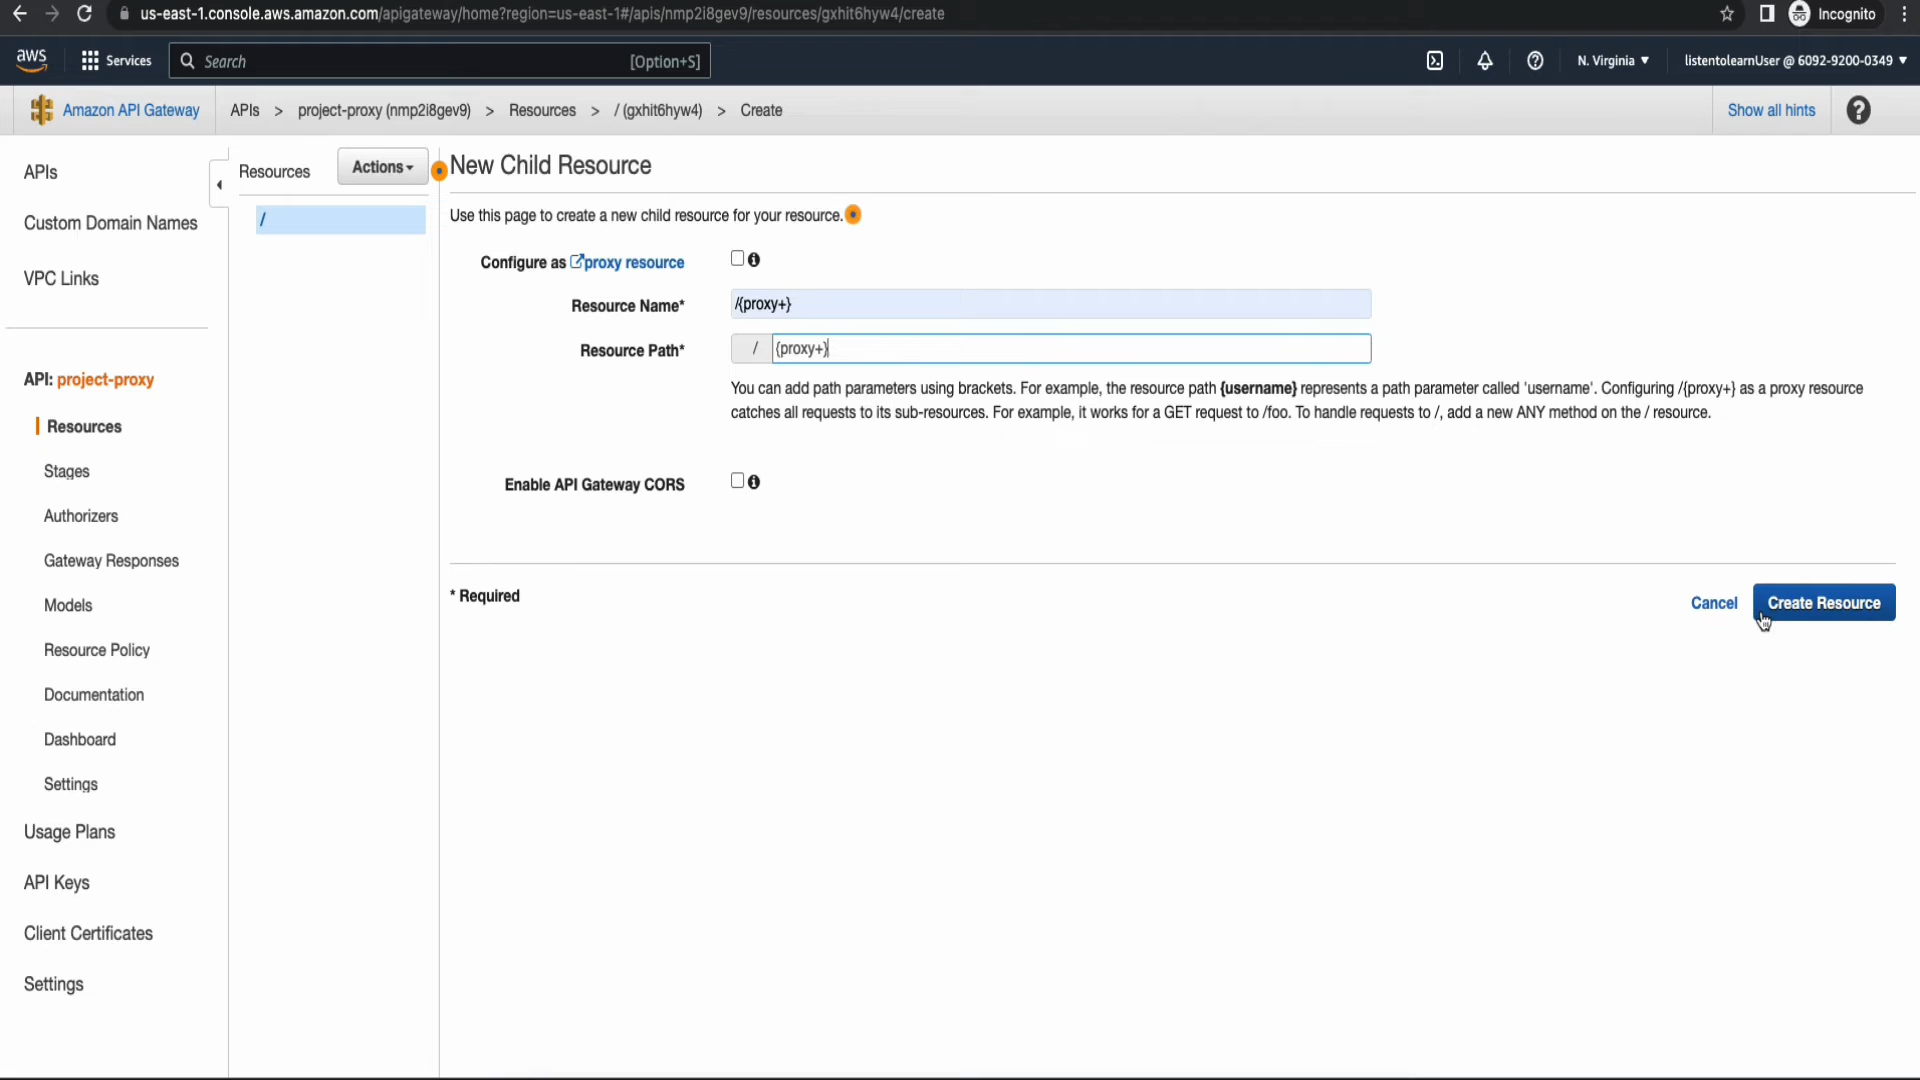 us-east-1.console.aws.amazon.com/apigateway/home?region=us-east-1#/apis/nmp2i8gev9/resources/gxhit6hyw4/create
Incognito
aws
Services
Search
[Option+S]
N. Virginia
listentolearnUser @ 6092-9200-0349
Amazon API Gateway
APIs > project-proxy (nmp2i8gev9) > Resources > / (gxhit6hyw4) > Create
Show all hints
APIs
Custom Domain Names
VPC Links
API: project-proxy
Resources
Stages
Authorizers
Gateway Responses
Models
Resource Policy
Documentation
Dashboard
Settings
Usage Plans
API Keys
Client Certificates
Settings
Resources
Actions
/
New Child Resource
Use this page to create a new child resource for your resource.
Configure as proxy resource
Resource Name* /{proxy+}
Resource Path* / {proxy+}
You can add path parameters using brackets. For example, the resource path {username} represents a path parameter called 'username'. Configuring /{proxy+} as a proxy resource
catches all requests to its sub-resources. For example, it works for a GET request to /foo. To handle requests to /, add a new ANY method on the / resource.
Enable API Gateway CORS
* Required
Cancel
Create Resource